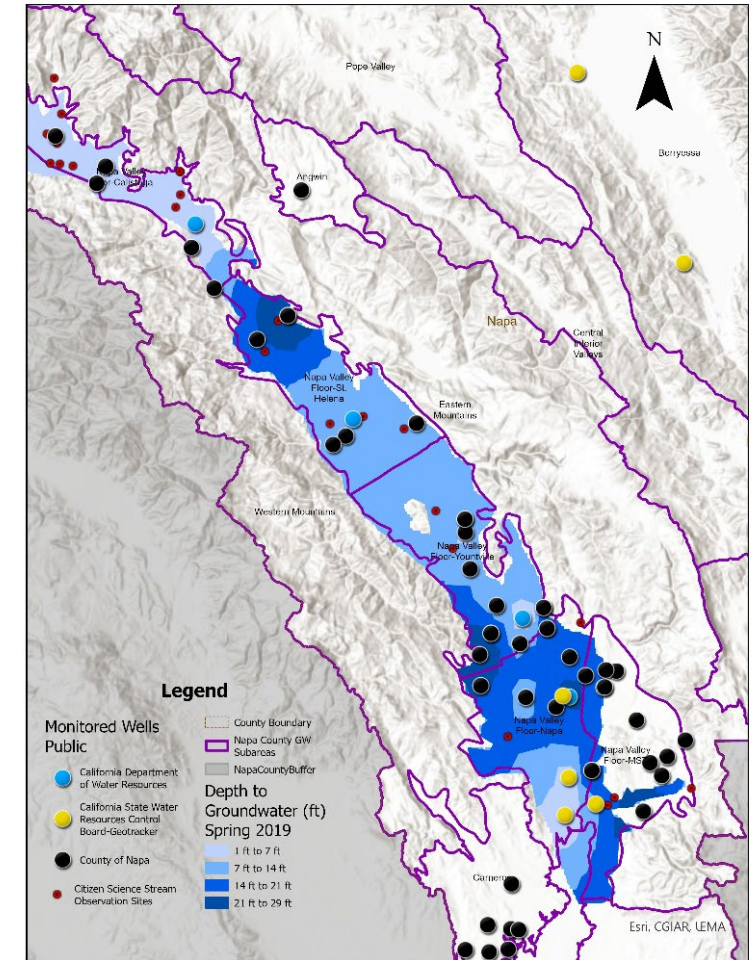 N
Pope Valley
Berryessa
Napa Valley
Floor-Calistoga
Angwin
Napa
Central
Interior
Valleys
Napa Valley
Floor-St.
Helena
Eastern
Mountains
Western Mountains
Napa Valley
Floor-Yountville
Napa Valley
Floor-Napa
Napa Valley
Floor-MST
Carneros
Legend
Monitored Wells
Public
California Department
of Water Resources
California State Water
Resources Control
Board-Geotracker
County of Napa
Citizen Science Stream
Observation Sites
County Boundary
Napa County GW
Subareas
NapaCountyBuffer
Depth to
Groundwater (ft)
Spring 2019
1 ft to 7 ft
7 ft to 14 ft
14 ft to 21 ft
21 ft to 29 ft
Esri, CGIAR, USMA